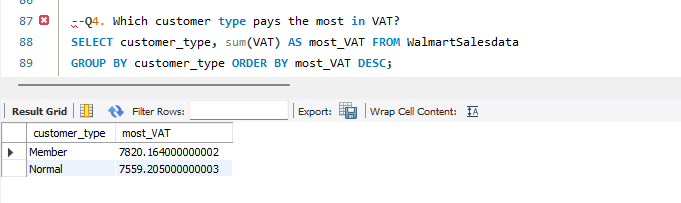 87 --Q4. Which customer type pays the most in VAT?
88 SELECT customer_type, sum(VAT) AS most_VAT FROM WalmartSalesdata
89 GROUP BY customer_type ORDER BY most_VAT DESC;
Result Grid Filter Rows: Export: Wrap Cell Content:
customer_type most_VAT
Member 7820.164000000002
Normal 7559.205000000003